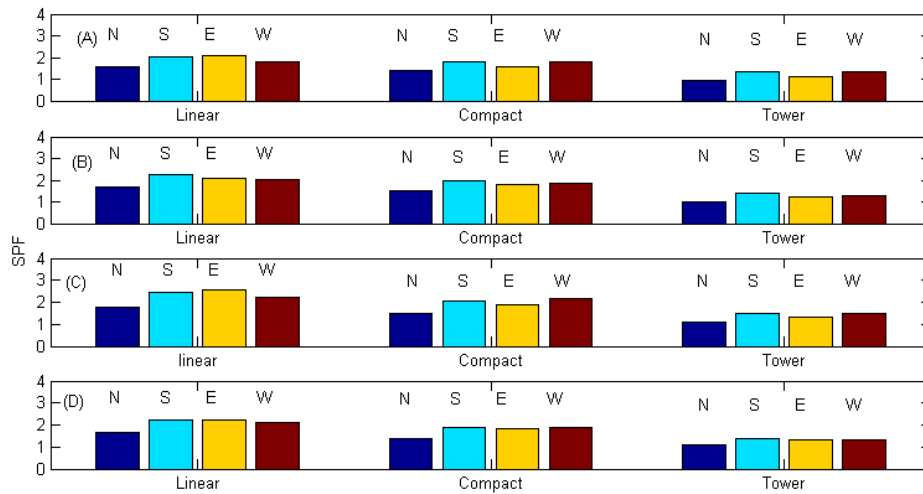 4
3
2
1
0
(A) N S E W N S E W N S E W
Linear Compact Tower
4
3
2
1
0
(B) N S E W N S E W N S E W
Linear Compact Tower
SPF
4
3
2
1
0
(C) N S E W N S E W N S E W
linear Compact Tower
4
3
2
1
0
(D) N S E W N S E W N S E W
Linear Compact Tower